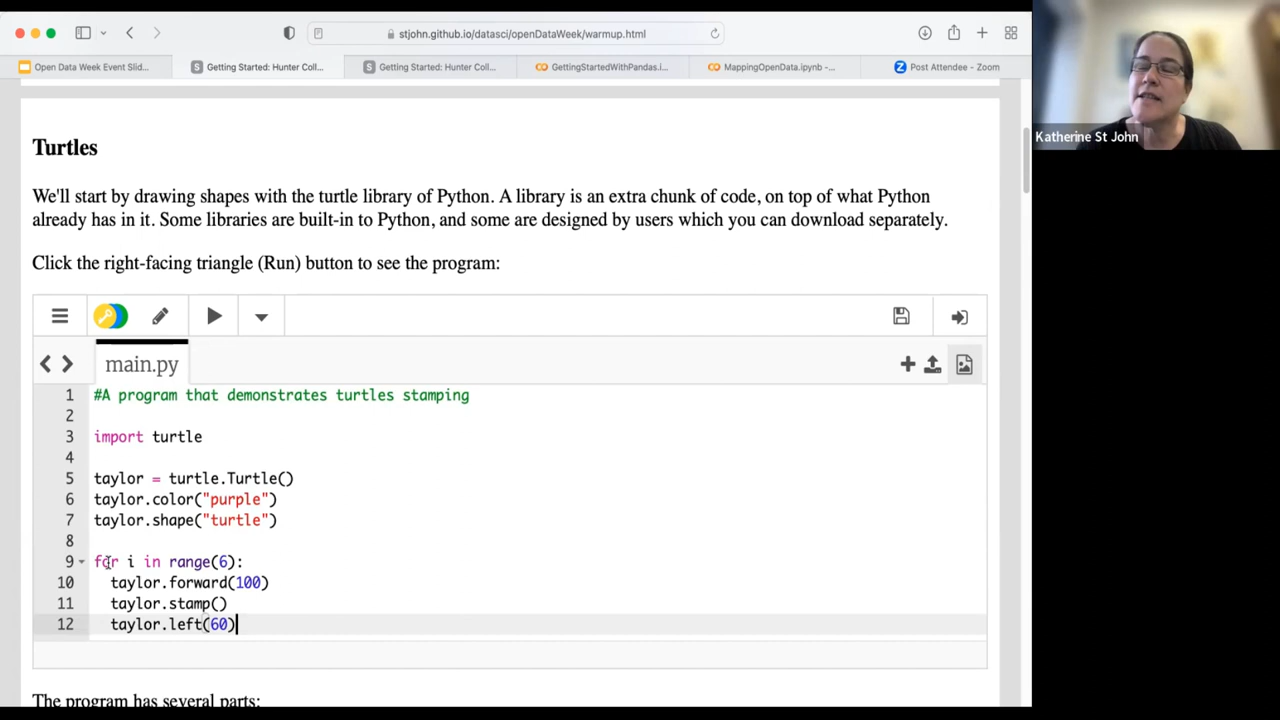 stjohn.github.io/datasci/openDataWeek/warmup.html
Open Data Week Event Slid...
Getting Started: Hunter Col...
Getting Started: Hunter Col...
GettingStartedWithPandas.i...
MappingOpenData.ipynb -...
Post Attendee - Zoom
Katherine St John
Turtles
We'll start by drawing shapes with the turtle library of Python. A library is an extra chunk of code, on top of what Python
already has in it. Some libraries are built-in to Python, and some are designed by users which you can download separately.
Click the right-facing triangle (Run) button to see the program:
main.py
1 #A program that demonstrates turtles stamping
2
3 import turtle
4
5 taylor = turtle.Turtle()
6 taylor.color("purple")
7 taylor.shape("turtle")
8
9 for i in range(6):
10 taylor.forward(100)
11 taylor.stamp()
12 taylor.left(60)
The program has several parts: